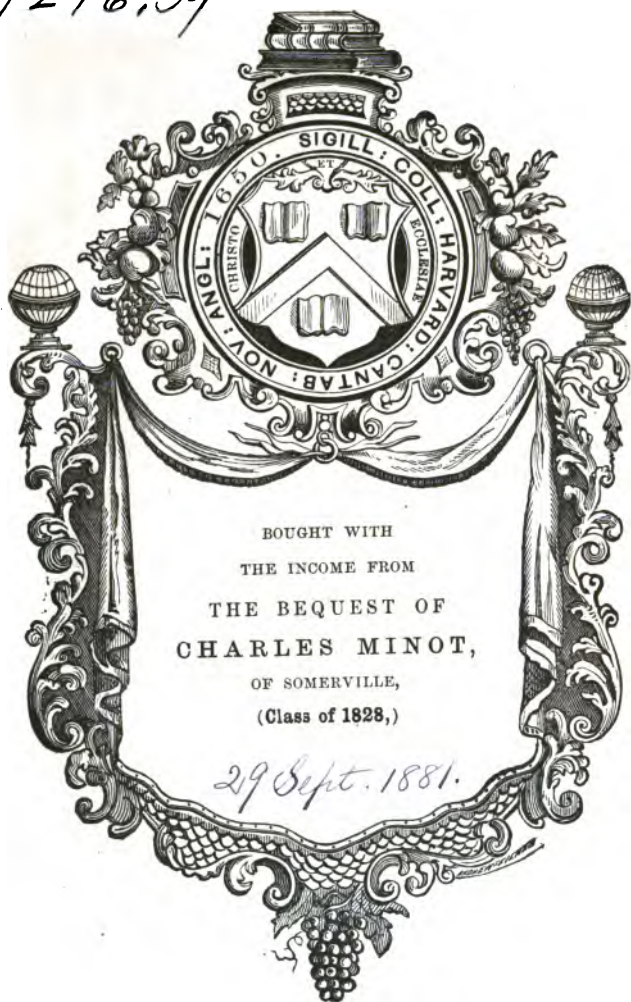 SIGILL: COLL: HARVARD: CANTAB: NOV: ANGL: 1650.
ET
CHRISTO
ECCLESIAE
BOUGHT WITH
THE INCOME FROM
THE BEQUEST OF
CHARLES MINOT,
OF SOMERVILLE,
(Class of 1828,)
29 Sept. 1881.